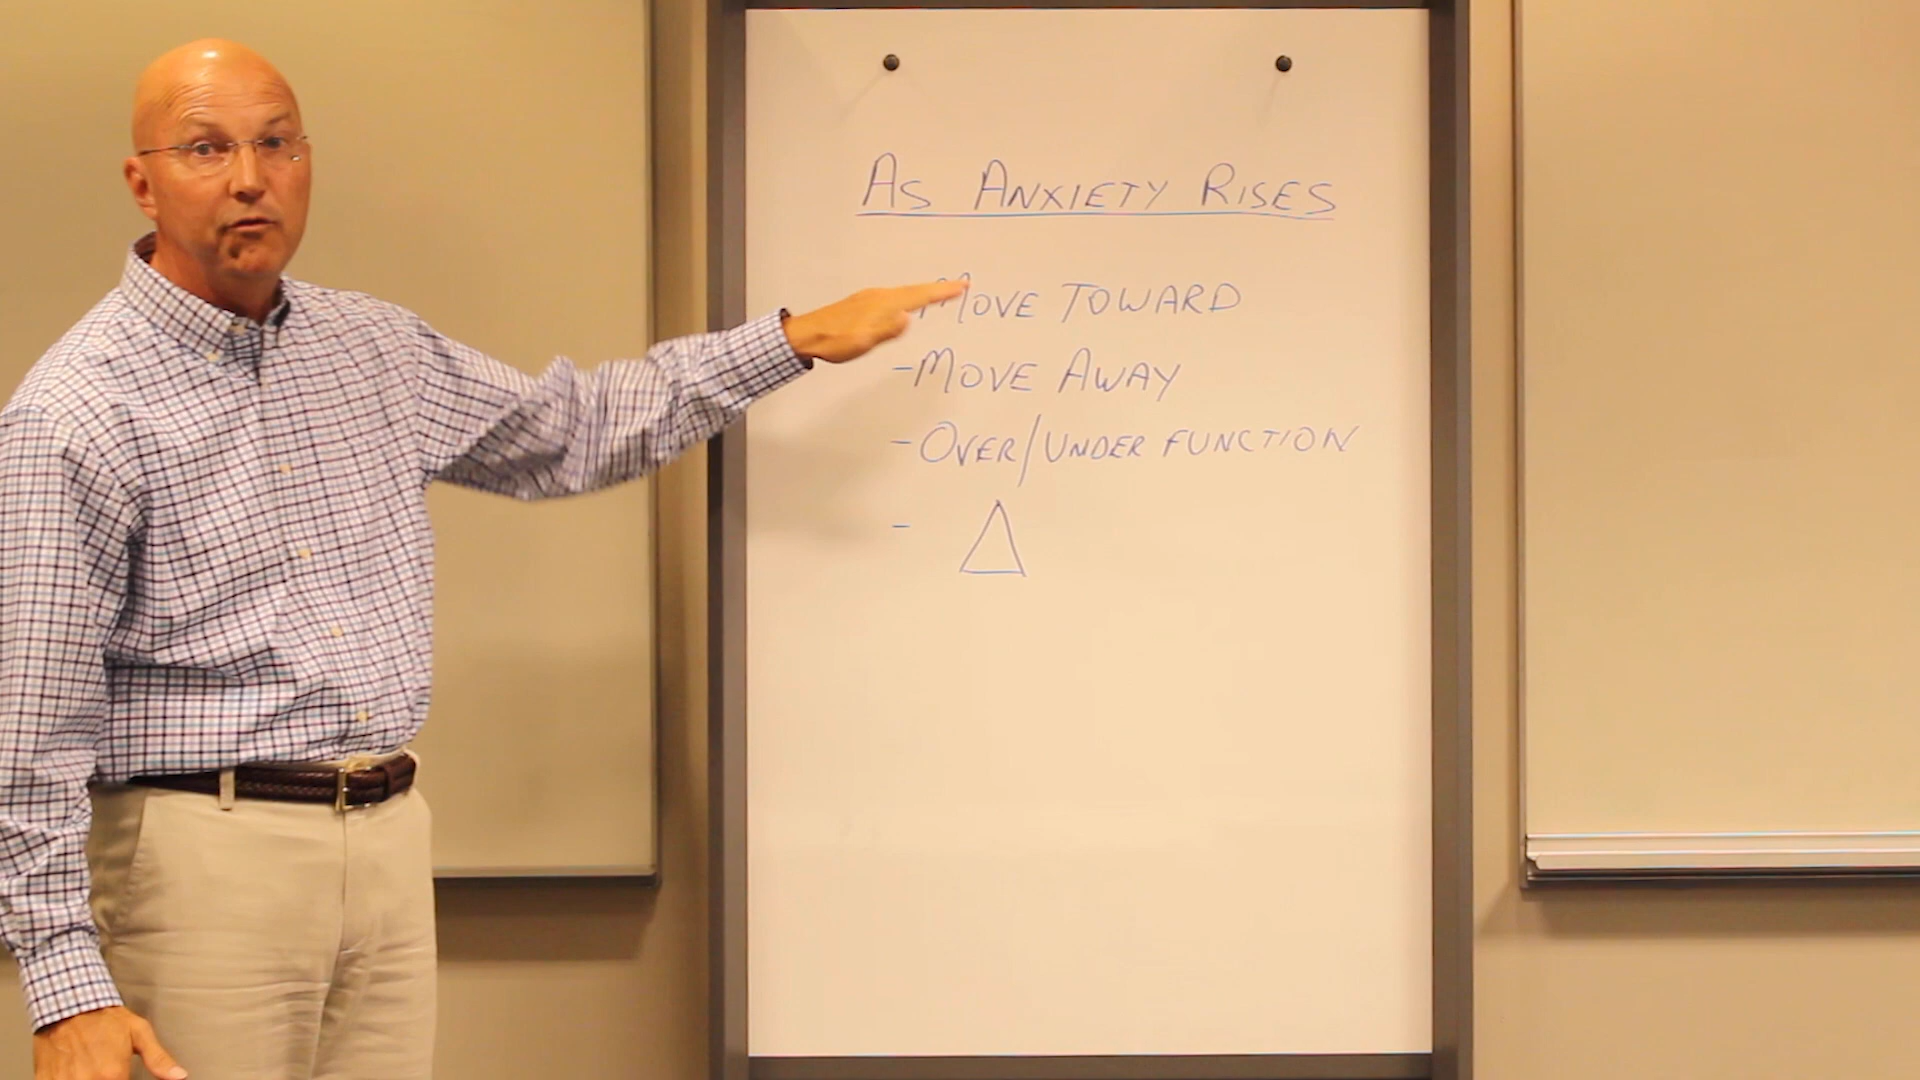 AS ANXIETY RISES
- MOVE TOWARD
- MOVE AWAY
- OVER/UNDER FUNCTION
- △